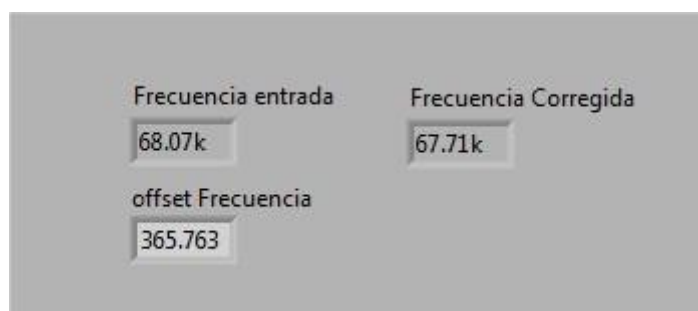 Frecuencia entrada
68.07k
Frecuencia Corregida
67.71k
offset Frecuencia
365.763